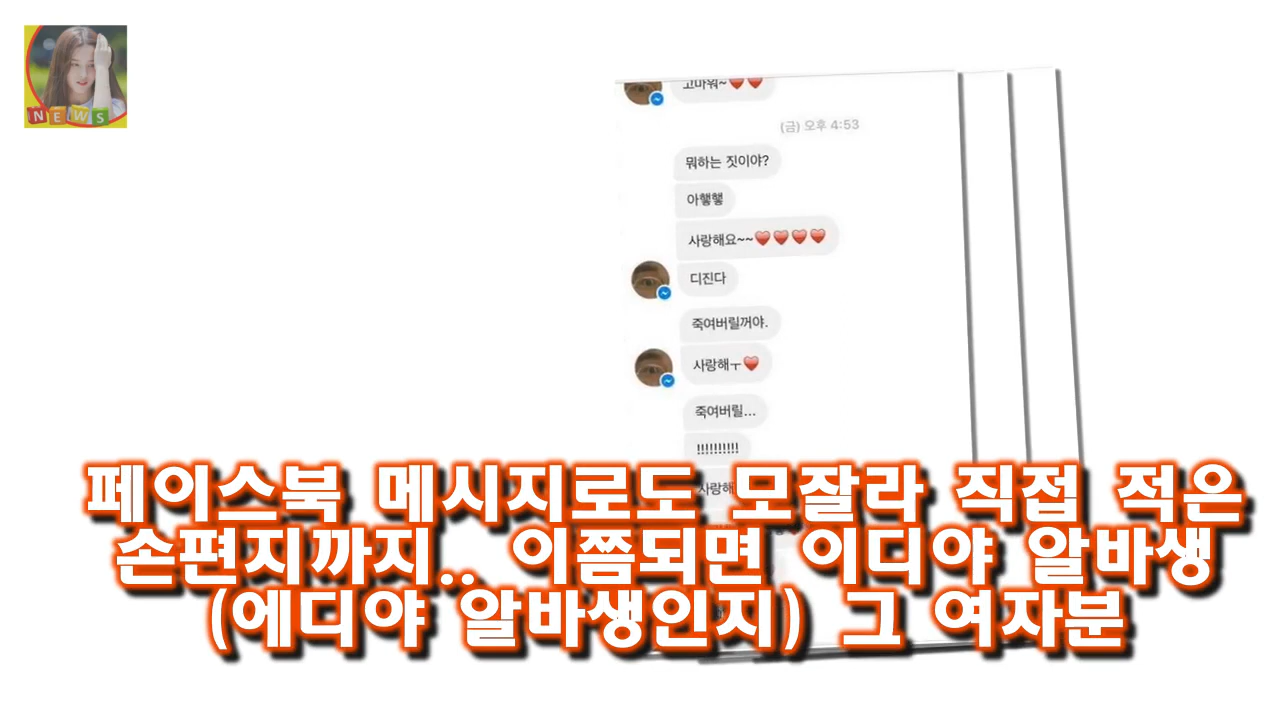 NEWS
고마워~❤❤
(금) 오후 4:53
뭐하는 짓이야?
아햏햏
사랑해요~~❤❤❤❤
디진다
죽여버릴꺼야.
사랑해ㅜ❤
죽여버릴...
!!!!!!!!!!
사랑해
페이스북 메시지로도 모잘라 직접 적은
손편지까지.. 이쯤되면 이디야 알바생
(에디야 알바생인지) 그 여자분